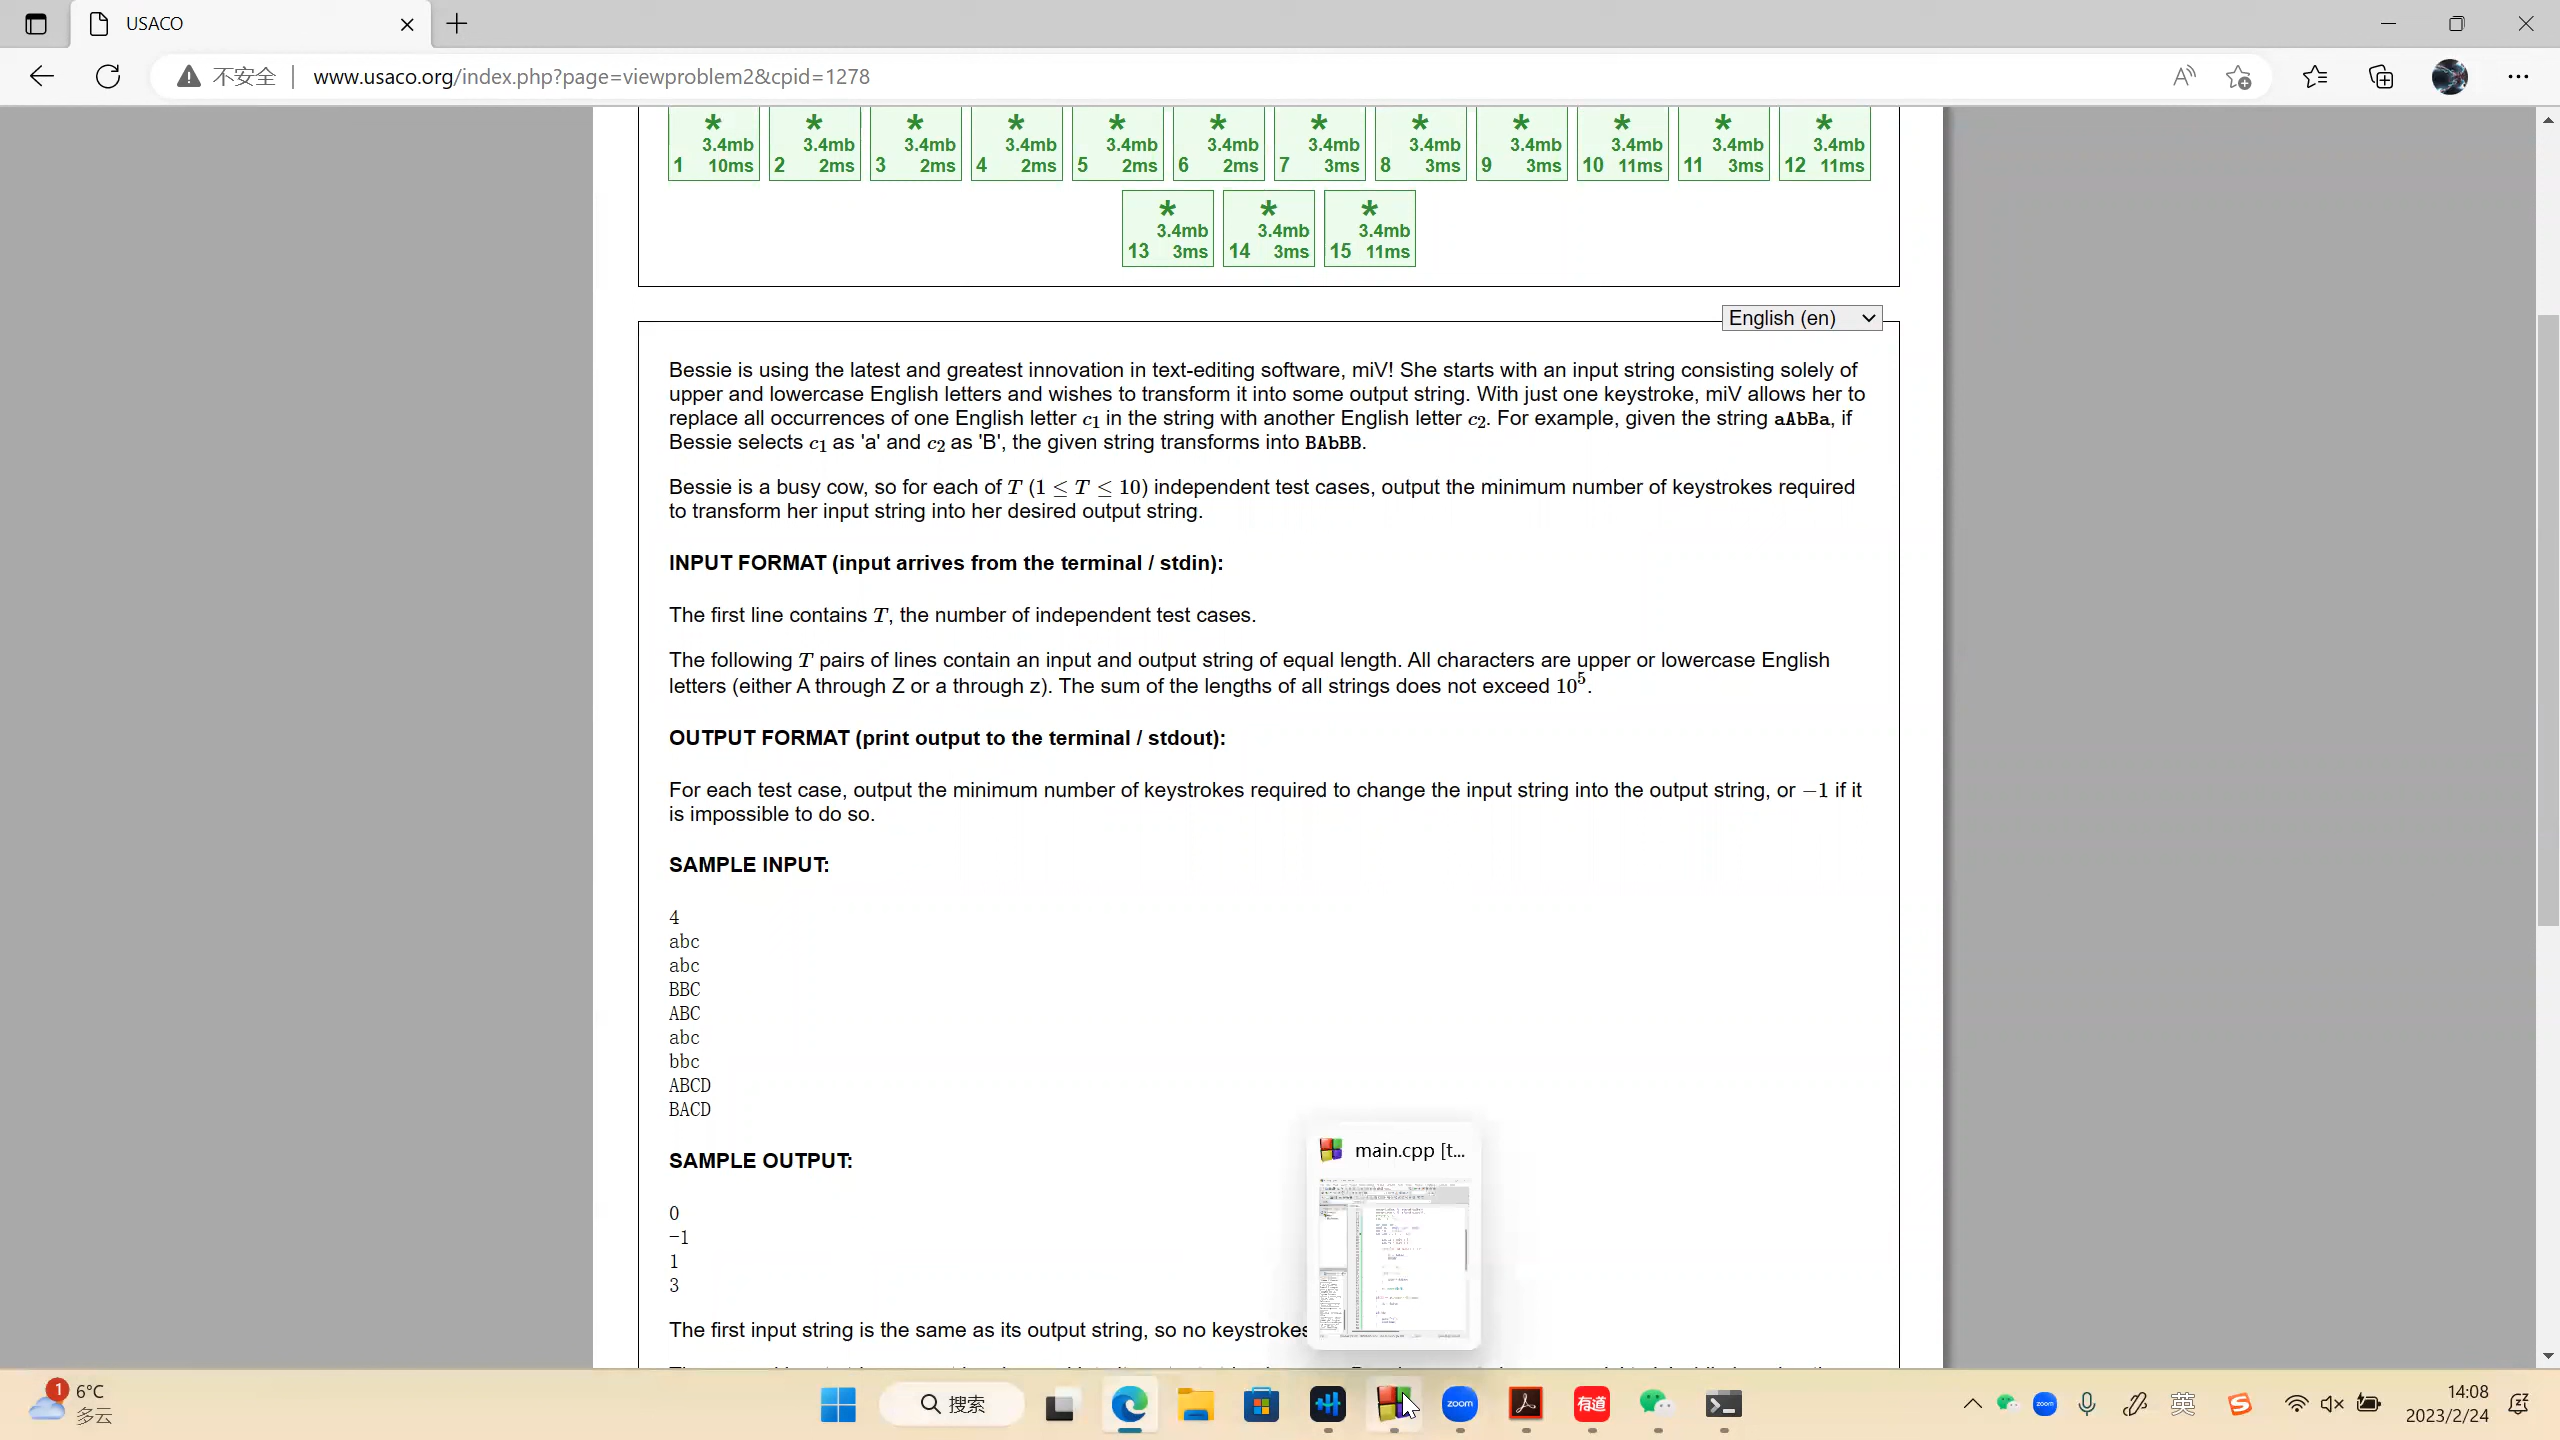 USACO
不安全 www.usaco.org/index.php?page=viewproblem2&cpid=1278
* * * * * * * * * * * *
3.4mb 3.4mb 3.4mb 3.4mb 3.4mb 3.4mb 3.4mb 3.4mb 3.4mb 3.4mb 3.4mb 3.4mb
1 10ms 2 2ms 3 2ms 4 2ms 5 2ms 6 2ms 7 3ms 8 3ms 9 3ms 10 11ms 11 3ms 12 11ms
* * *
3.4mb 3.4mb 3.4mb
13 3ms 14 3ms 15 11ms
English (en)
Bessie is using the latest and greatest innovation in text-editing software, miV! She starts with an input string consisting solely of
upper and lowercase English letters and wishes to transform it into some output string. With just one keystroke, miV allows her to
replace all occurrences of one English letter c1 in the string with another English letter c2. For example, given the string aAbBa, if
Bessie selects c1 as 'a' and c2 as 'B', the given string transforms into BAbBB.
Bessie is a busy cow, so for each of T (1 ≤ T ≤ 10) independent test cases, output the minimum number of keystrokes required
to transform her input string into her desired output string.
INPUT FORMAT (input arrives from the terminal / stdin):
The first line contains T, the number of independent test cases.
The following T pairs of lines contain an input and output string of equal length. All characters are upper or lowercase English
letters (either A through Z or a through z). The sum of the lengths of all strings does not exceed 10^5.
OUTPUT FORMAT (print output to the terminal / stdout):
For each test case, output the minimum number of keystrokes required to change the input string into the output string, or −1 if it
is impossible to do so.
SAMPLE INPUT:
4
abc
abc
BBC
ABC
abc
bbc
ABCD
BACD
SAMPLE OUTPUT:
0
-1
1
3
main.cpp [t...
The first input string is the same as its output string, so no keystrokes
1 6°C
多云
搜索
zoom
有道
zoom
英
14:08
2023/2/24